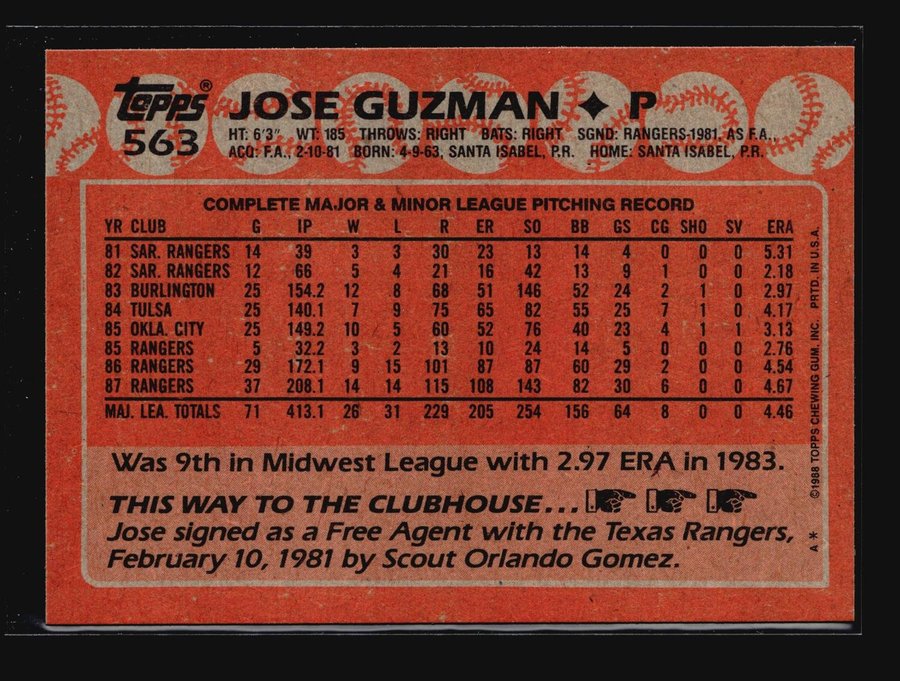 Topps® JOSE GUZMAN ✦ P
563 HT: 6'3" WT: 185 THROWS: RIGHT BATS: RIGHT SGND: RANGERS-1981, AS F.A.,
ACQ: F.A., 2-10-81 BORN: 4-9-63, SANTA ISABEL, P.R. HOME: SANTA ISABEL, P.R.
COMPLETE MAJOR & MINOR LEAGUE PITCHING RECORD
YR CLUB G IP W L R ER SO BB GS CG SHO SV ERA
81 SAR. RANGERS 14 39 3 3 30 23 13 14 4 0 0 0 5.31
82 SAR. RANGERS 12 66 5 4 21 16 42 13 9 1 0 0 2.18
83 BURLINGTON 25 154.2 12 8 68 51 146 52 24 2 1 0 2.97
84 TULSA 25 140.1 7 9 75 65 82 55 25 7 1 0 4.17
85 OKLA. CITY 25 149.2 10 5 60 52 76 40 23 4 1 1 3.13
85 RANGERS 5 32.2 3 2 13 10 24 14 5 0 0 0 2.76
86 RANGERS 29 172.1 9 15 101 87 87 60 29 2 0 0 4.54
87 RANGERS 37 208.1 14 14 115 108 143 82 30 6 0 0 4.67
MAJ. LEA. TOTALS 71 413.1 26 31 229 205 254 156 64 8 0 0 4.46
Was 9th in Midwest League with 2.97 ERA in 1983.
THIS WAY TO THE CLUBHOUSE...
Jose signed as a Free Agent with the Texas Rangers,
February 10, 1981 by Scout Orlando Gomez.
A * ©1988 TOPPS CHEWING GUM, INC. PRTD. IN U.S.A.